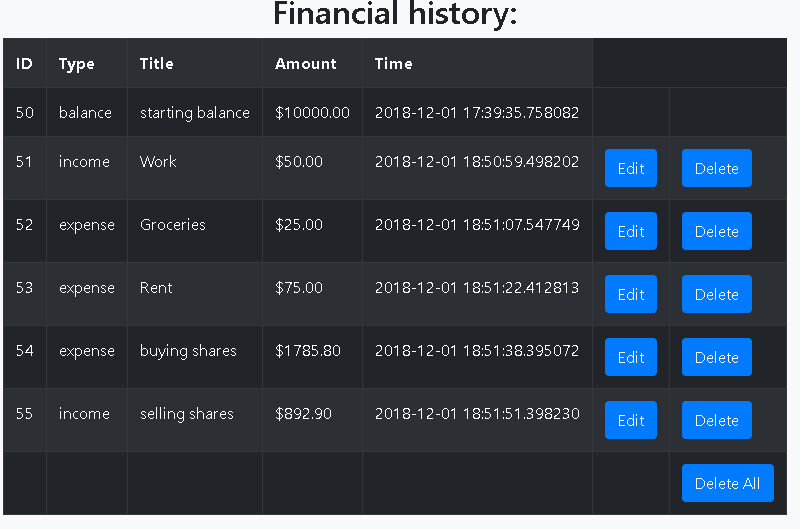 Financial history:
ID Type Title Amount Time
50 balance starting balance $10000.00 2018-12-01 17:39:35.758082
51 income Work $50.00 2018-12-01 18:50:59.498202 Edit Delete
52 expense Groceries $25.00 2018-12-01 18:51:07.547749 Edit Delete
53 expense Rent $75.00 2018-12-01 18:51:22.412813 Edit Delete
54 expense buying shares $1785.80 2018-12-01 18:51:38.395072 Edit Delete
55 income selling shares $892.90 2018-12-01 18:51:51.398230 Edit Delete
Delete All